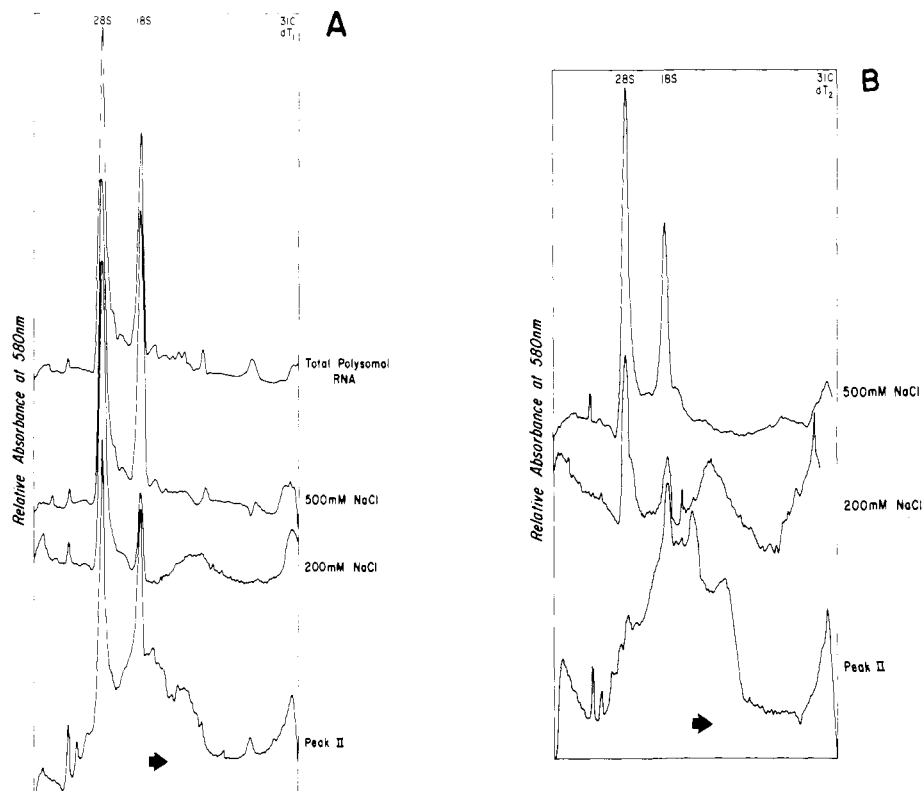 28S 18S 31C
dT1
A
Relative Absorbance at 580nm
Total Polysomal
RNA
500mM NaCl
200mM NaCl
Peak II
28S 18S 31C
dT2
B
Relative Absorbance at 580nm
500mM NaCl
200mM NaCl
Peak II